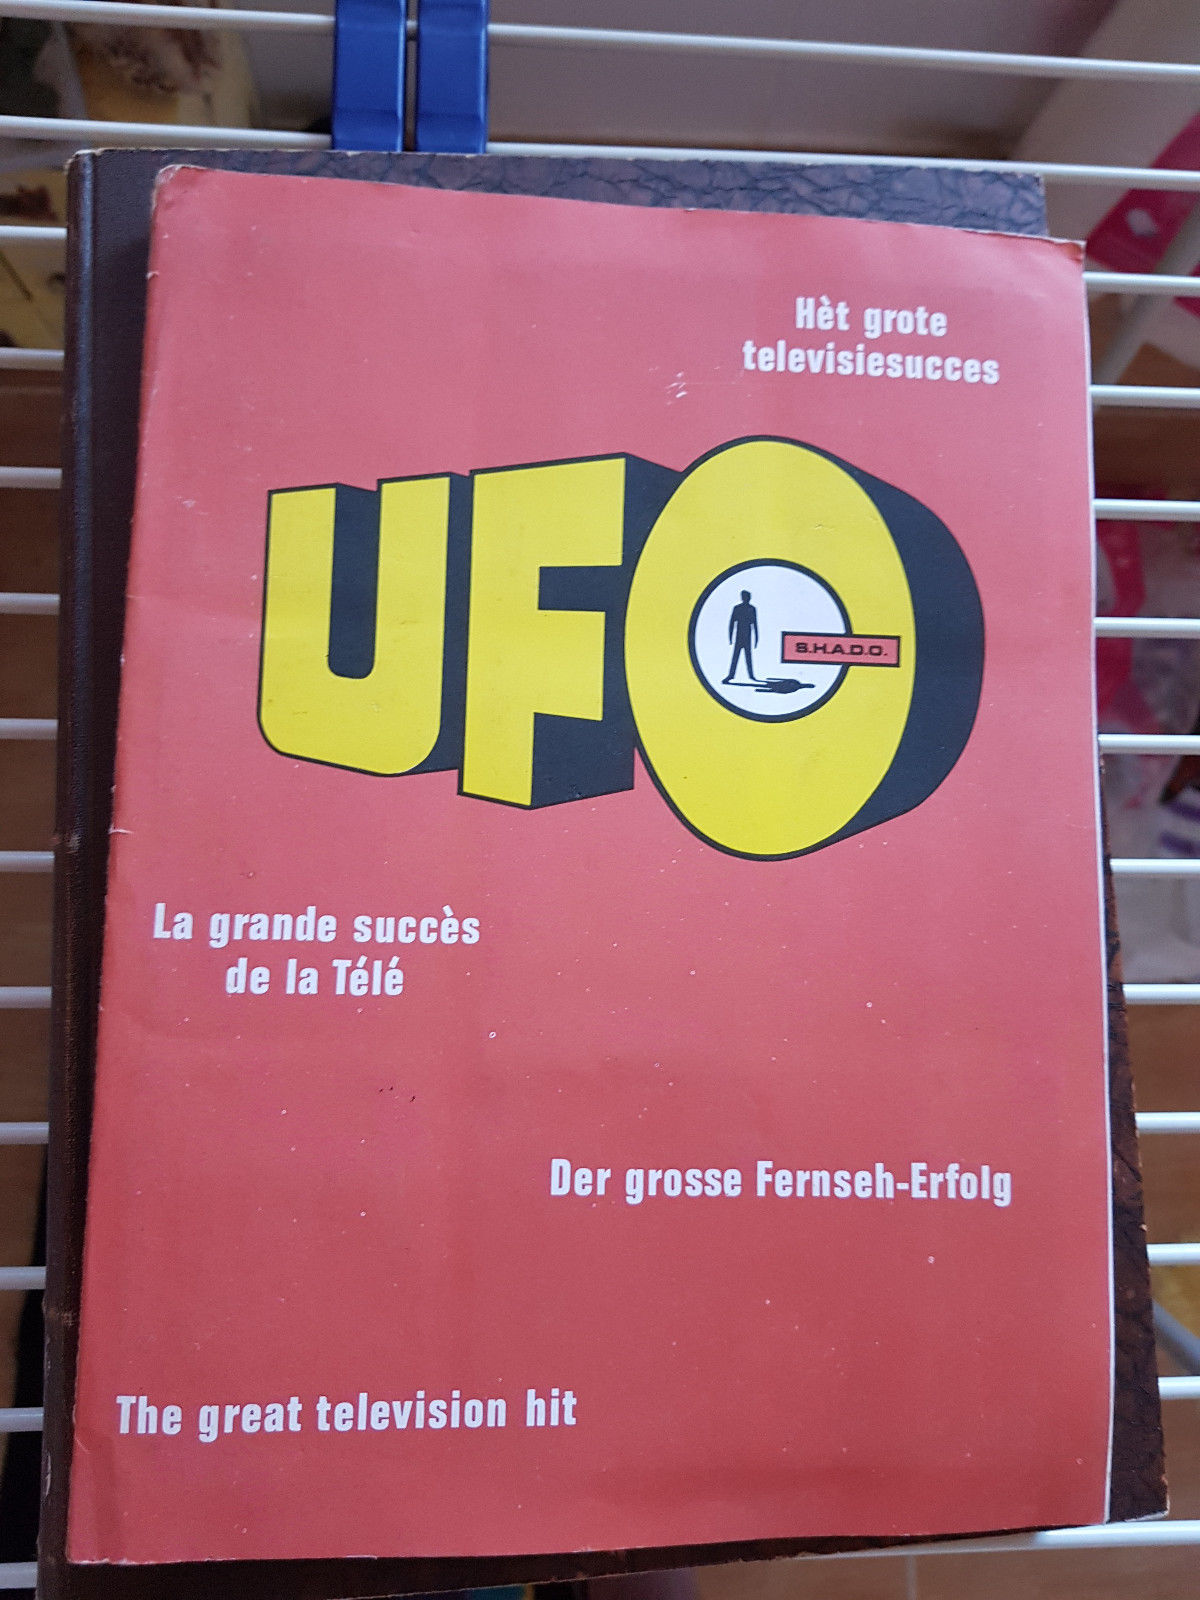 Hèt grote
televisiesucces
UFO
S.H.A.D.O.
La grande succès
de la Télé
Der grosse Fernseh-Erfolg
The great television hit